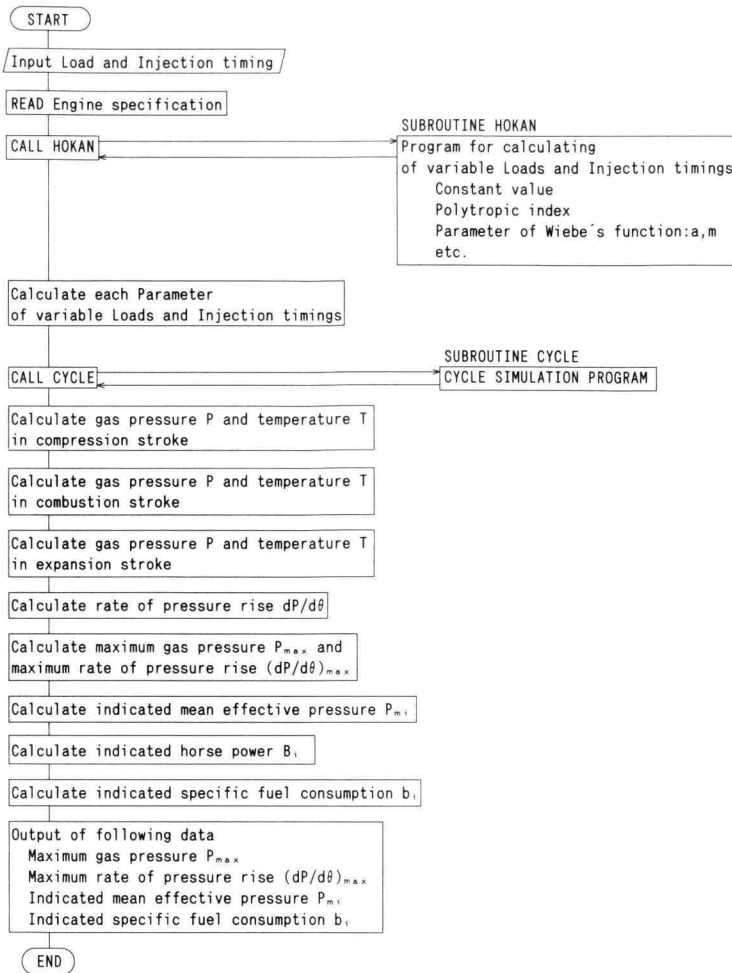 START
Input Load and Injection timing
READ Engine specification
SUBROUTINE HOKAN
CALL HOKAN
Program for calculating
of variable Loads and Injection timings
Constant value
Polytropic index
Parameter of Wiebe´s function:a,m
etc.
Calculate each Parameter
of variable Loads and Injection timings
SUBROUTINE CYCLE
CALL CYCLE
CYCLE SIMULATION PROGRAM
Calculate gas pressure P and temperature T
in compression stroke
Calculate gas pressure P and temperature T
in combustion stroke
Calculate gas pressure P and temperature T
in expansion stroke
Calculate rate of pressure rise dP/dθ
Calculate maximum gas pressure Pmax and
maximum rate of pressure rise (dP/dθ)max
Calculate indicated mean effective pressure Pmi
Calculate indicated horse power Bi
Calculate indicated specific fuel consumption bi
Output of following data
Maximum gas pressure Pmax
Maximum rate of pressure rise (dP/dθ)max
Indicated mean effective pressure Pmi
Indicated specific fuel consumption bi
END